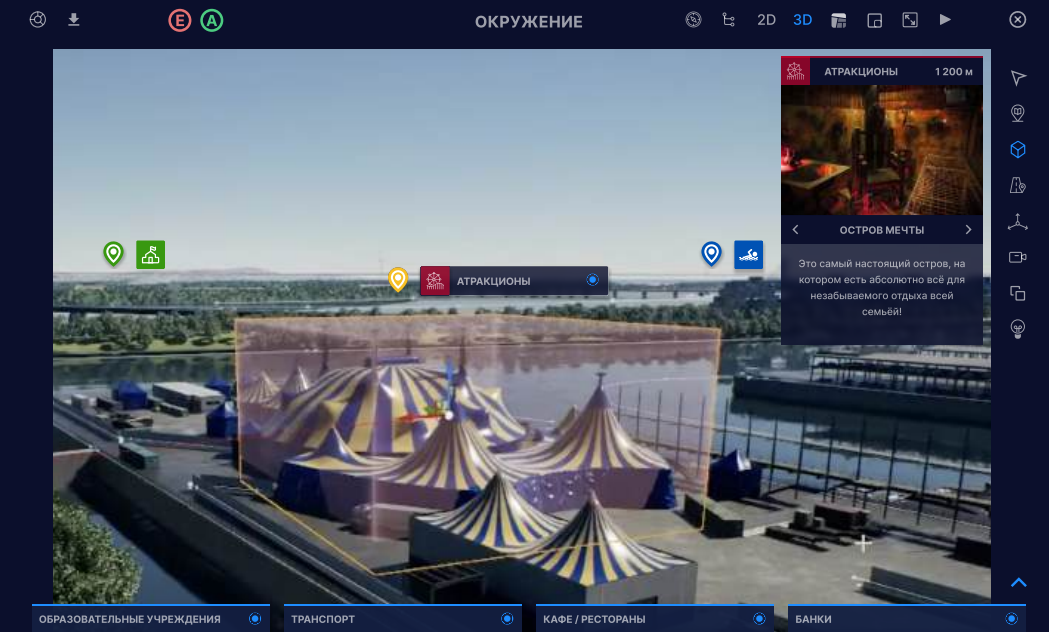 E A
ОКРУЖЕНИЕ
2D 3D
АТРАКЦИОНЫ 1 200 м
ОСТРОВ МЕЧТЫ
Это самый настоящий остров, на
котором есть абсолютно всё для
незабываемого отдыха всей
семьёй!
АТРАКЦИОНЫ
ОБРАЗОВАТЕЛЬНЫЕ УЧРЕЖДЕНИЯ
ТРАНСПОРТ
КАФЕ / РЕСТОРАНЫ
БАНКИ